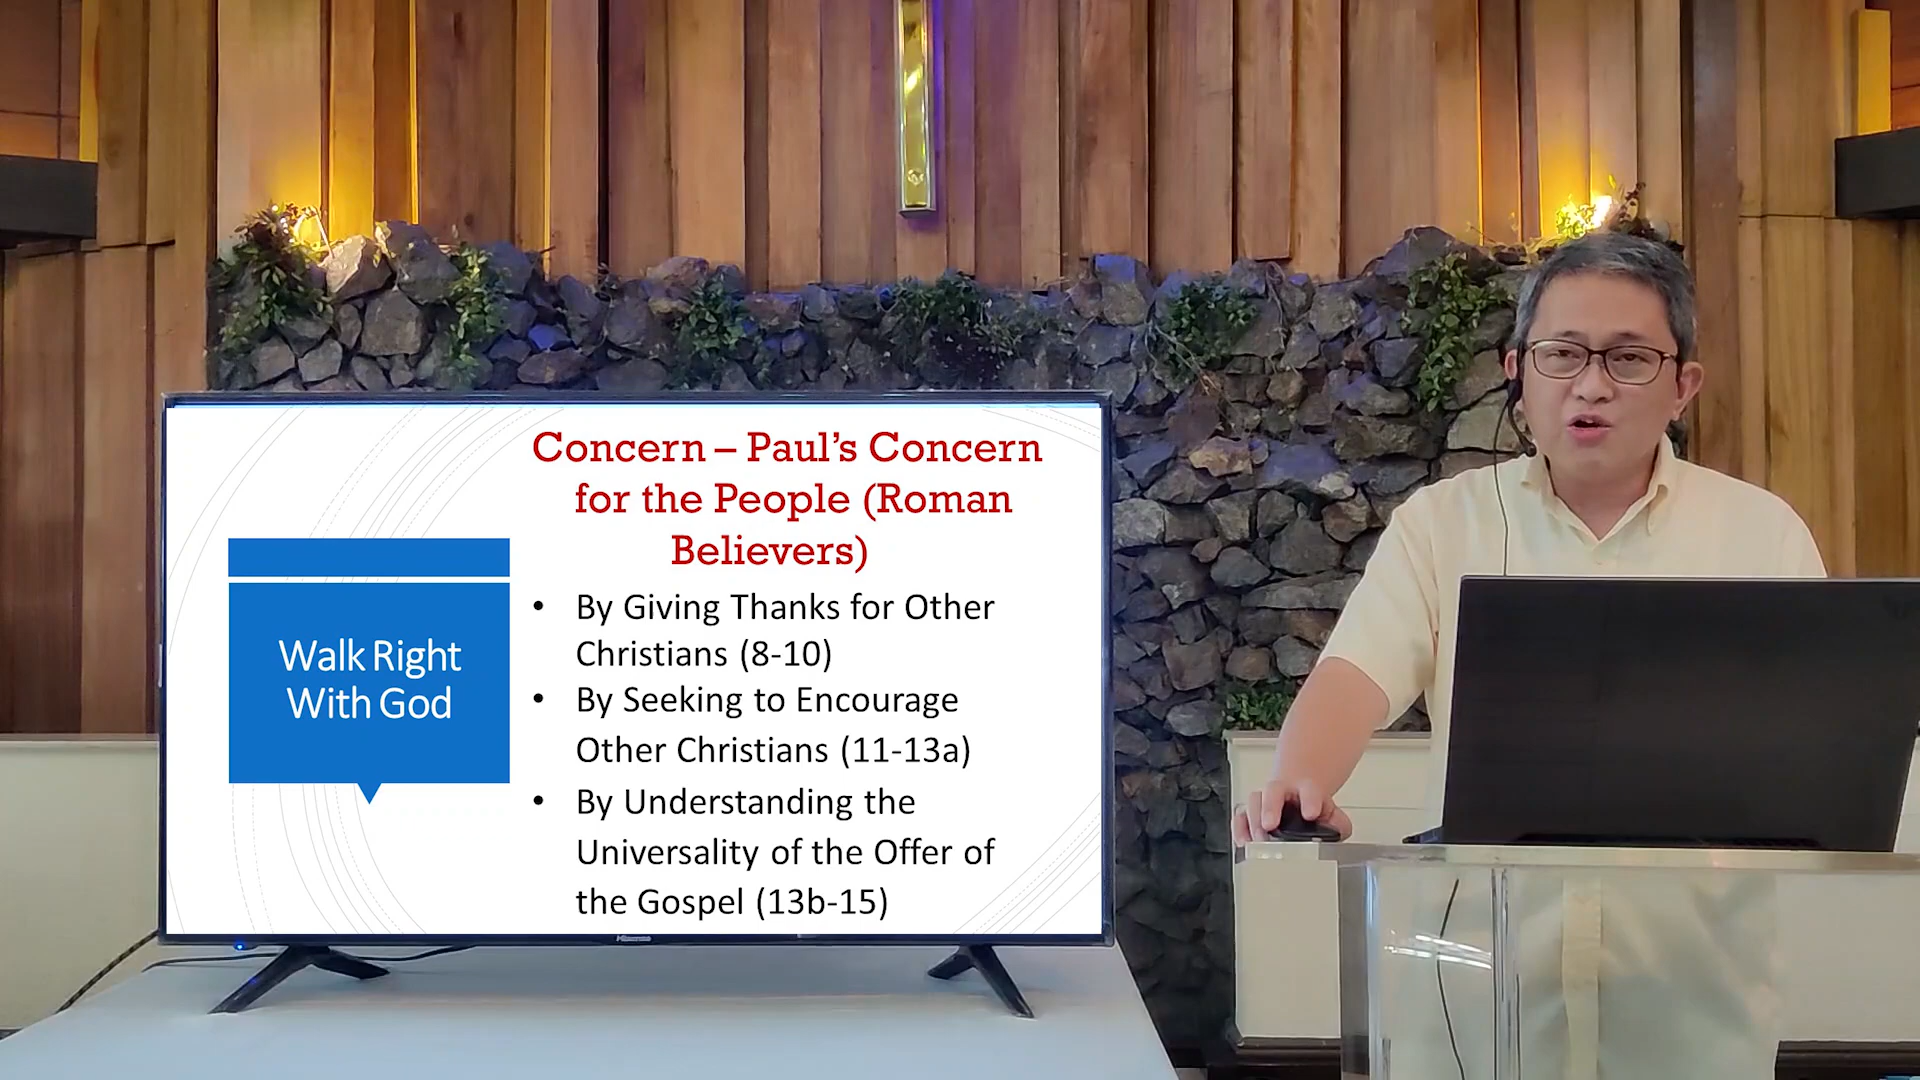 Concern – Paul's Concern
for the People (Roman
Believers)
Walk Right
With God
• By Giving Thanks for Other
Christians (8-10)
• By Seeking to Encourage
Other Christians (11-13a)
• By Understanding the
Universality of the Offer of
the Gospel (13b-15)
Hisense